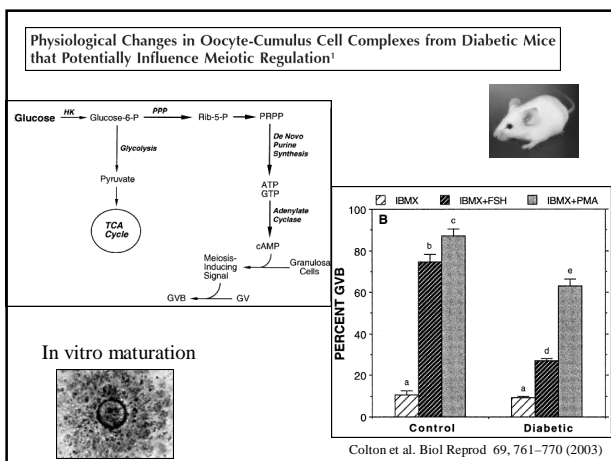 Physiological Changes in Oocyte-Cumulus Cell Complexes from Diabetic Mice
that Potentially Influence Meiotic Regulation¹
Glucose HK Glucose-6-P PPP Rib-5-P PRPP
Glycolysis
De Novo
Purine
Synthesis
Pyruvate
ATP
GTP
TCA
Cycle
Adenylate
Cyclase
cAMP
Meiosis-
Inducing
Signal
Granulosa
Cells
GVB GV
In vitro maturation
IBMX IBMX+FSH IBMX+PMA
B
PERCENT GVB
100
80
60
40
20
0
a
b
c
a
d
e
Control Diabetic
Colton et al. Biol Reprod 69, 761–770 (2003)